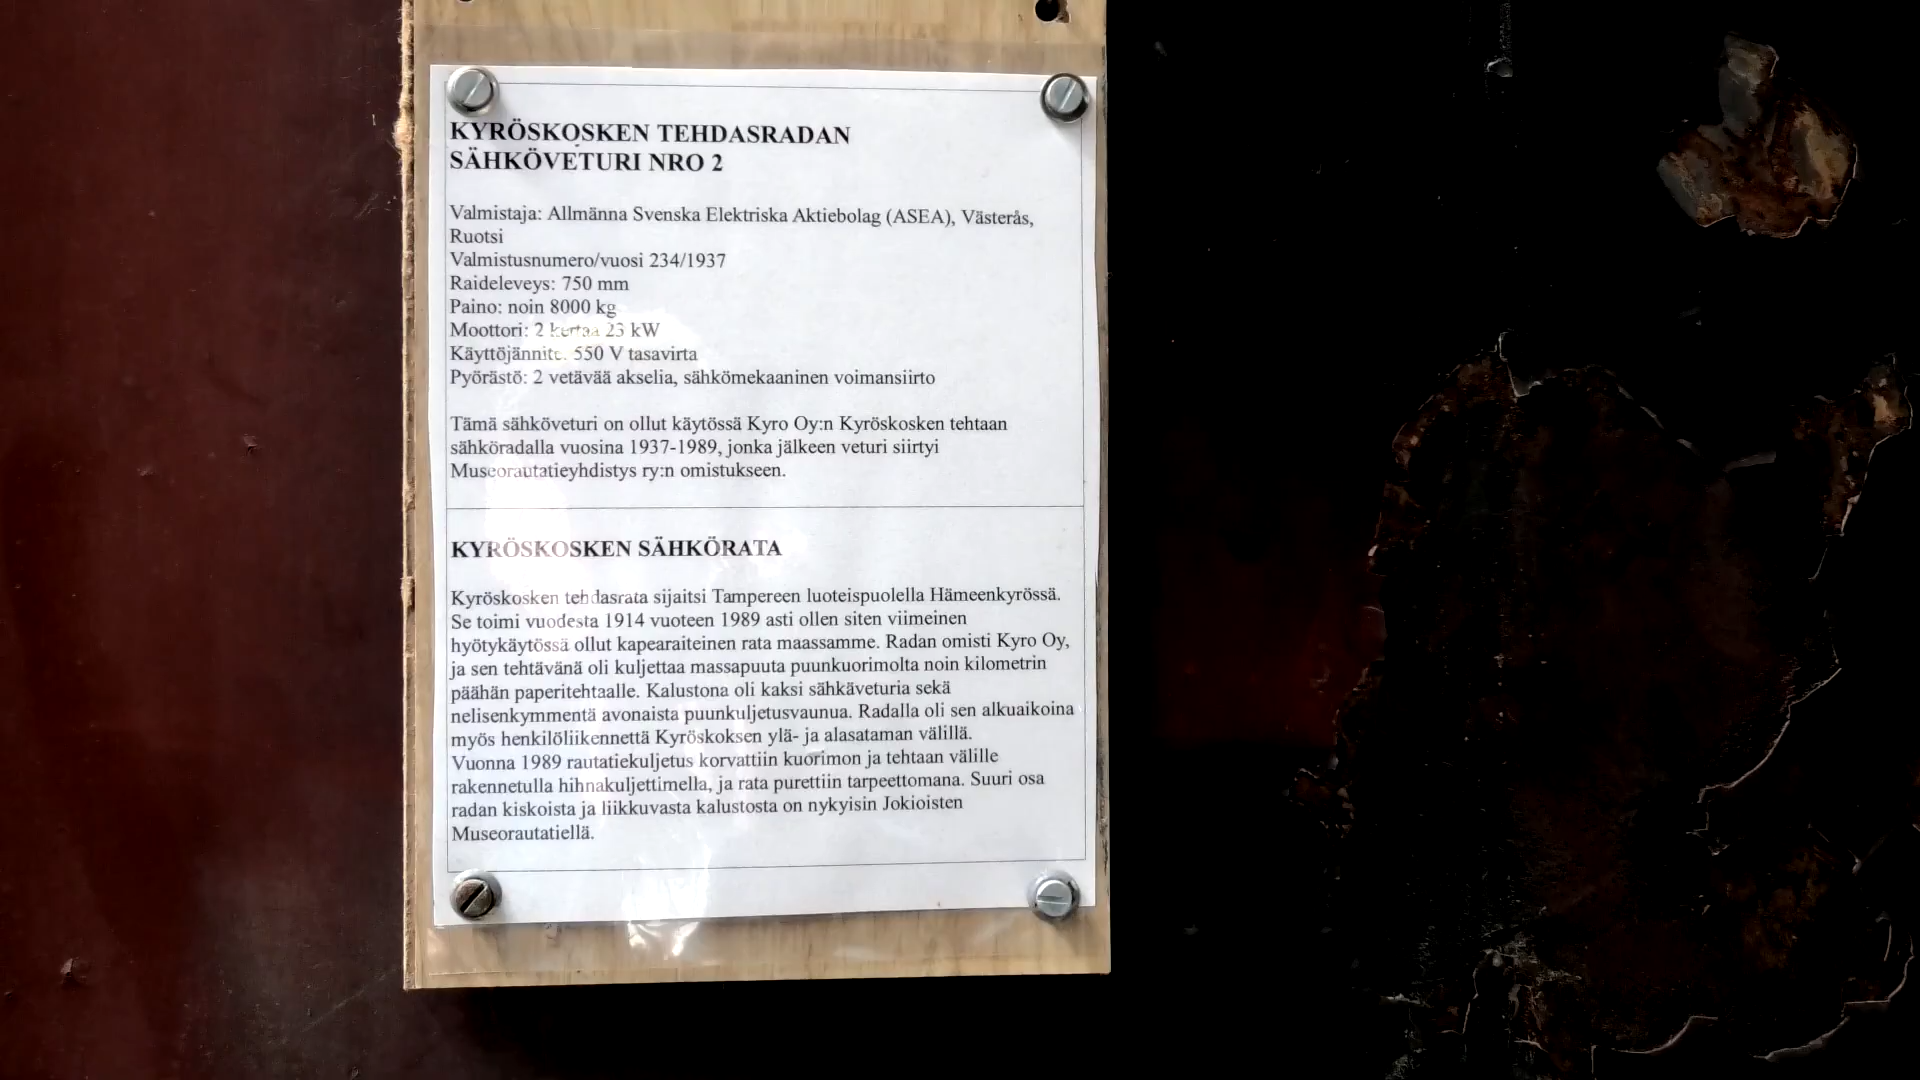 KYRÖSKOSKEN TEHDASRADAN
SÄHKÖVETURI NRO 2
Valmistaja: Allmänna Svenska Elektriska Aktiebolag (ASEA), Västerås,
Ruotsi
Valmistusnumero/vuosi 234/1937
Raideleveys: 750 mm
Paino: noin 8000 kg
Moottori: 2 kertaa 23 kW
Käyttöjännite: 550 V tasavirta
Pyörästö: 2 vetävää akselia, sähkömekaaninen voimansiirto
Tämä sähköveturi on ollut käytössä Kyro Oy:n Kyröskosken tehtaan
sähköradalla vuosina 1937-1989, jonka jälkeen veturi siirtyi
Museorautatieyhdistys ry:n omistukseen.
KYRÖSKOSKEN SÄHKÖRATA
Kyröskosken tehdasrata sijaitsi Tampereen luoteispuolella Hämeenkyrössä.
Se toimi vuodesta 1914 vuoteen 1989 asti ollen siten viimeinen
hyötykäytössä ollut kapearaiteinen rata maassamme. Radan omisti Kyro Oy,
ja sen tehtävänä oli kuljettaa massapuuta puunkuorimolta noin kilometrin
päähän paperitehtaalle. Kalustona oli kaksi sähkäveturia sekä
nelisenkymmentä avonaista puunkuljetusvaunua. Radalla oli sen alkuaikoina
myös henkilöliikennettä Kyröskoksen ylä- ja alasataman välillä.
Vuonna 1989 rautatiekuljetus korvattiin kuorimon ja tehtaan välille
rakennetulla hihnakuljettimella, ja rata purettiin tarpeettomana. Suuri osa
radan kiskoista ja liikkuvasta kalustosta on nykyisin Jokioisten
Museorautatiellä.